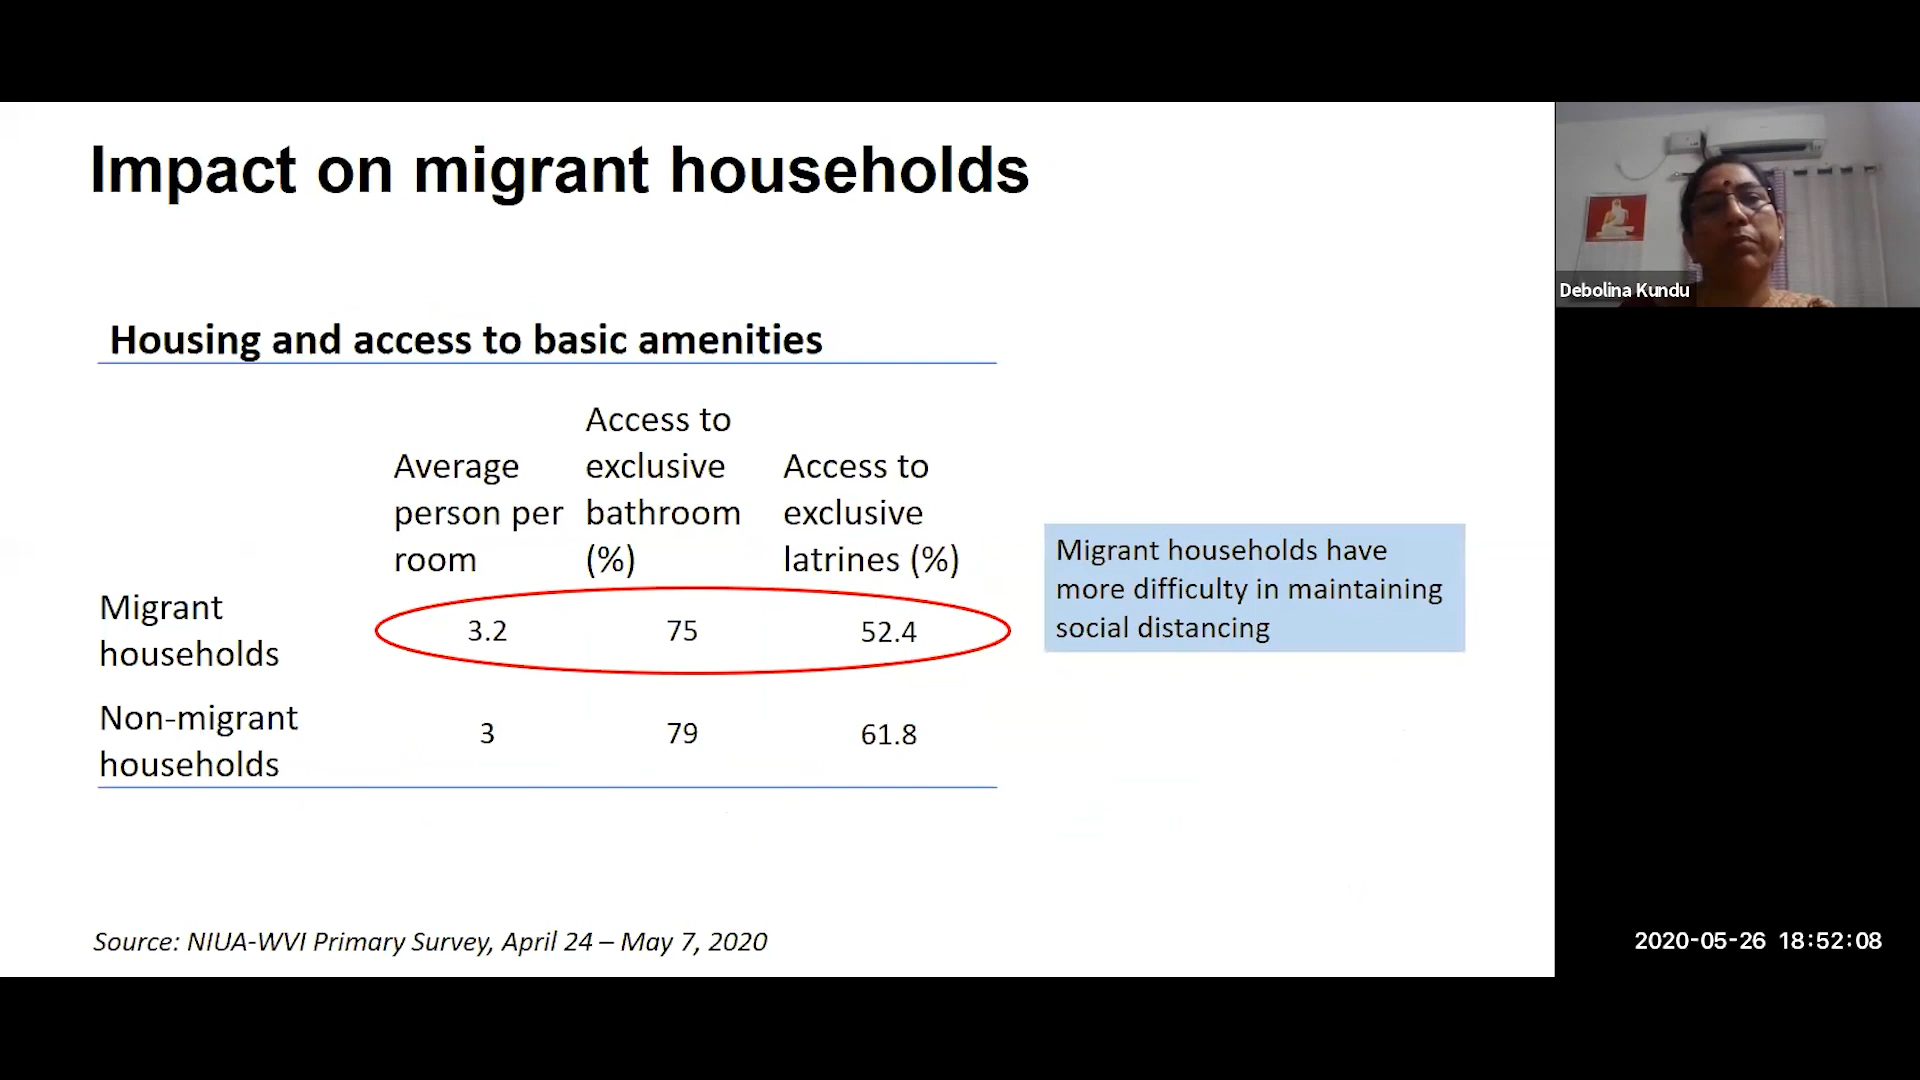 Impact on migrant households
Debolina Kundu
Housing and access to basic amenities
Average
person per
room
Access to
exclusive
bathroom
(%)
Access to
exclusive
latrines (%)
Migrant
households
3.2 75 52.4
Non-migrant
households
3 79 61.8
Migrant households have
more difficulty in maintaining
social distancing
Source: NIUA-WVI Primary Survey, April 24 – May 7, 2020
2020-05-26 18:52:08